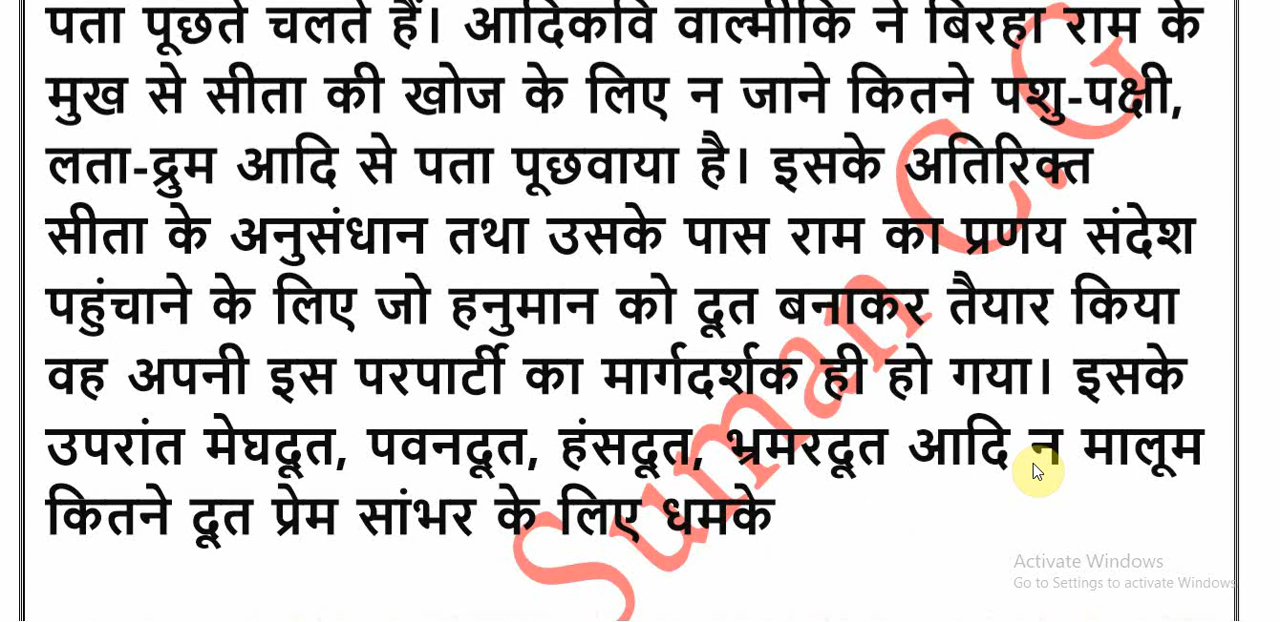 पता पूछते चलते हैं। आदिकवि वाल्मीकि ने बिरहा राम के
मुख से सीता की खोज के लिए न जाने कितने पशु-पक्षी,
लता-द्रुम आदि से पता पूछवाया है। इसके अतिरिक्त
सीता के अनुसंधान तथा उसके पास राम का प्रणय संदेश
पहुंचाने के लिए जो हनुमान को दूत बनाकर तैयार किया
वह अपनी इस परपार्टी का मार्गदर्शक ही हो गया। इसके
उपरांत मेघदूत, पवनदूत, हंसदूत, भ्रमरदूत आदि न मालूम
कितने दूत प्रेम सांभर के लिए धमके
Suman C.G
Activate Windows
Go to Settings to activate Windows